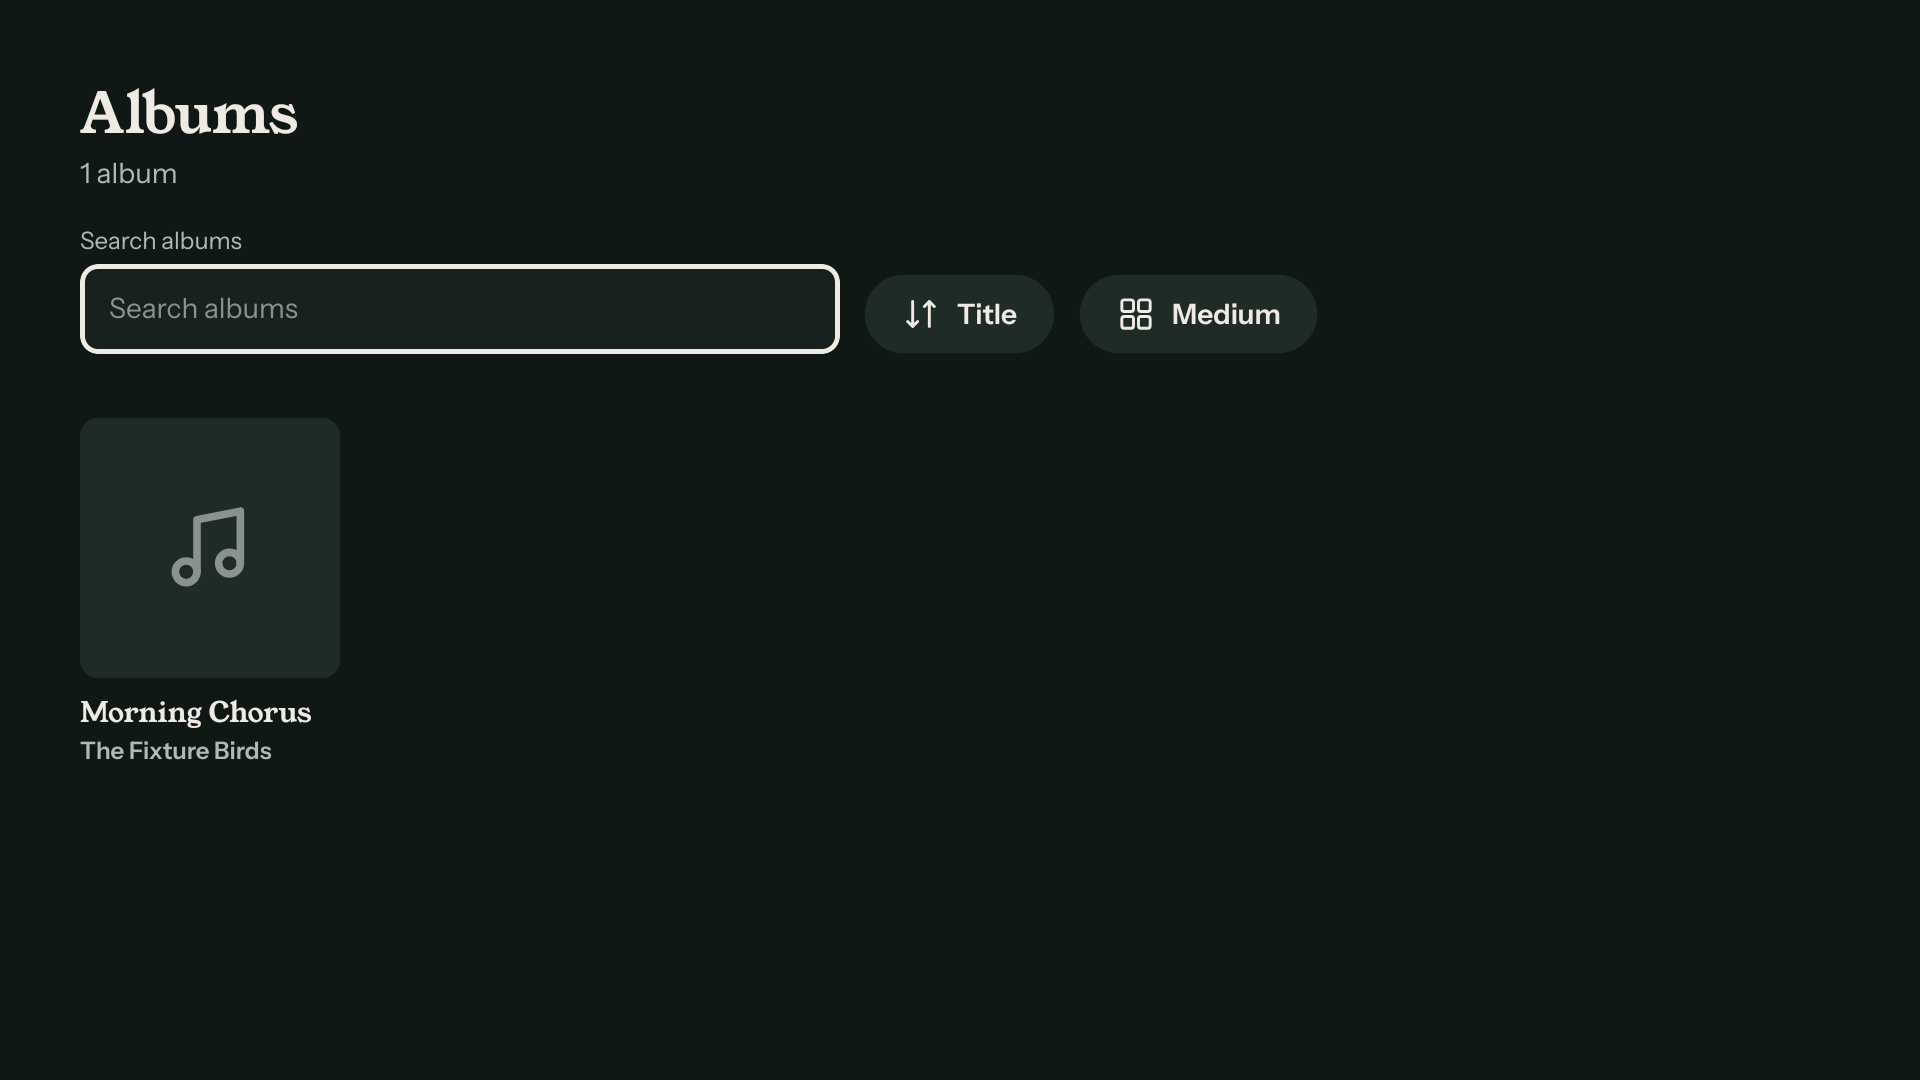 Albums
1 album
Search albums
Search albums
Title
Medium
Morning Chorus
The Fixture Birds